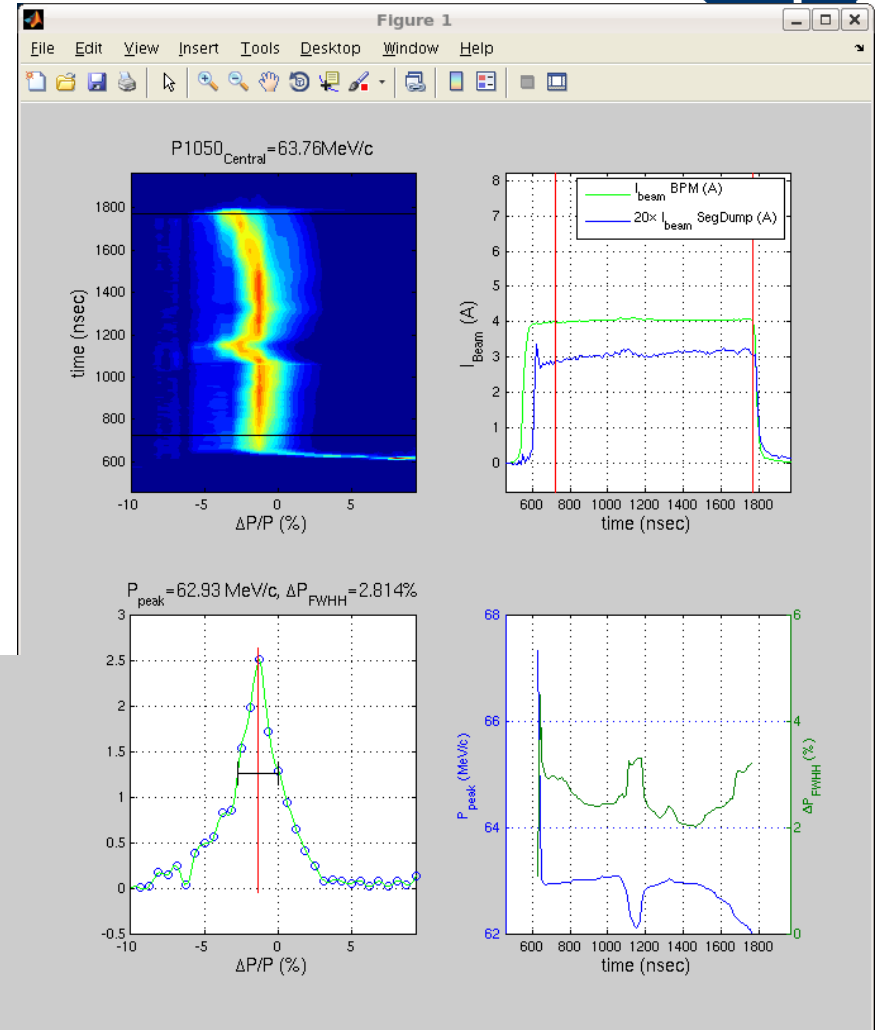 Figure 1
File Edit View Insert Tools Desktop Window Help
P1050Central=63.76MeV/c
1800
1600
1400
1200
1000
800
600
time (nsec)
-10 -5 0 5
ΔP/P (%)
8
7
6
5
4
3
2
1
0
IBeam (A)
Ibeam BPM (A)
20× Ibeam SegDump (A)
600 800 1000 1200 1400 1600 1800
time (nsec)
Ppeak=62.93 MeV/c, ΔPFWHH=2.814%
3
2.5
2
1.5
1
0.5
0
-0.5
-10 -5 0 5
ΔP/P (%)
68
66
64
62
Ppeak (MeV/c)
6
4
2
0
ΔPFWHH (%)
600 800 1000 1200 1400 1600 1800
time (nsec)